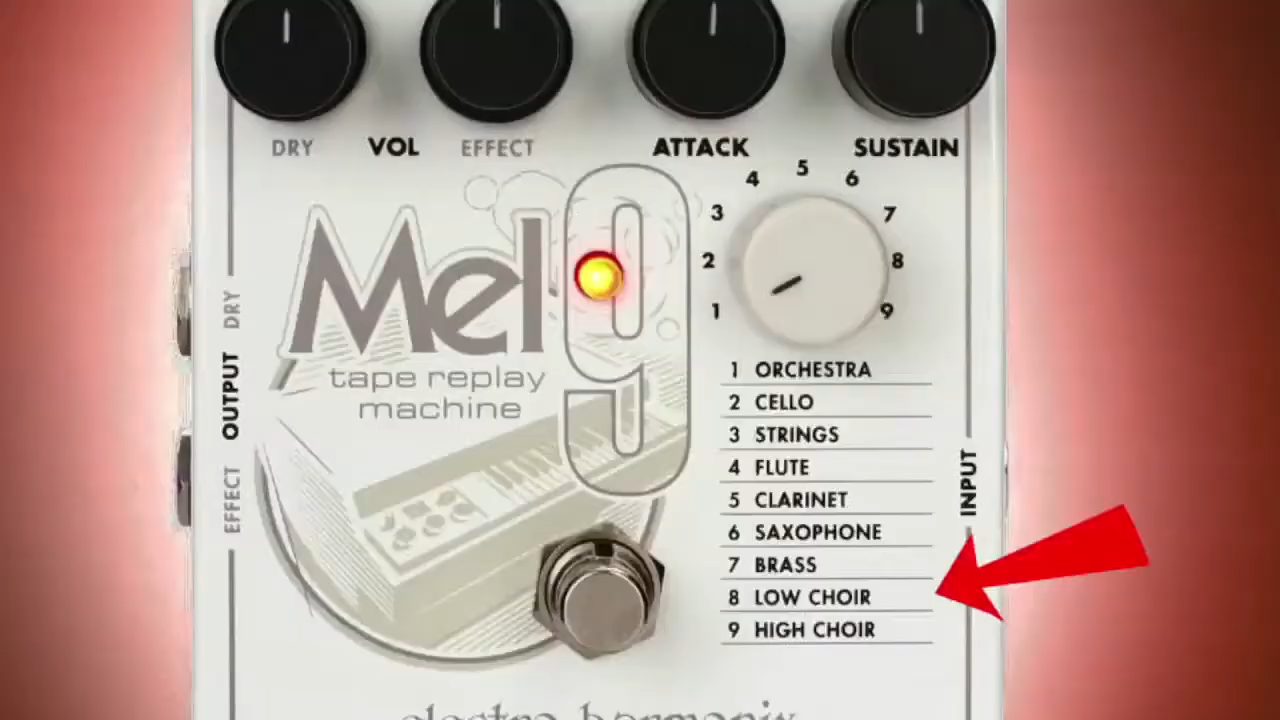 DRY VOL EFFECT ATTACK SUSTAIN
4 5 6
3 7
2 8
1 9
Mel9
tape replay
machine
DRY
OUTPUT
EFFECT
INPUT
1 ORCHESTRA
2 CELLO
3 STRINGS
4 FLUTE
5 CLARINET
6 SAXOPHONE
7 BRASS
8 LOW CHOIR
9 HIGH CHOIR
electro-harmonix